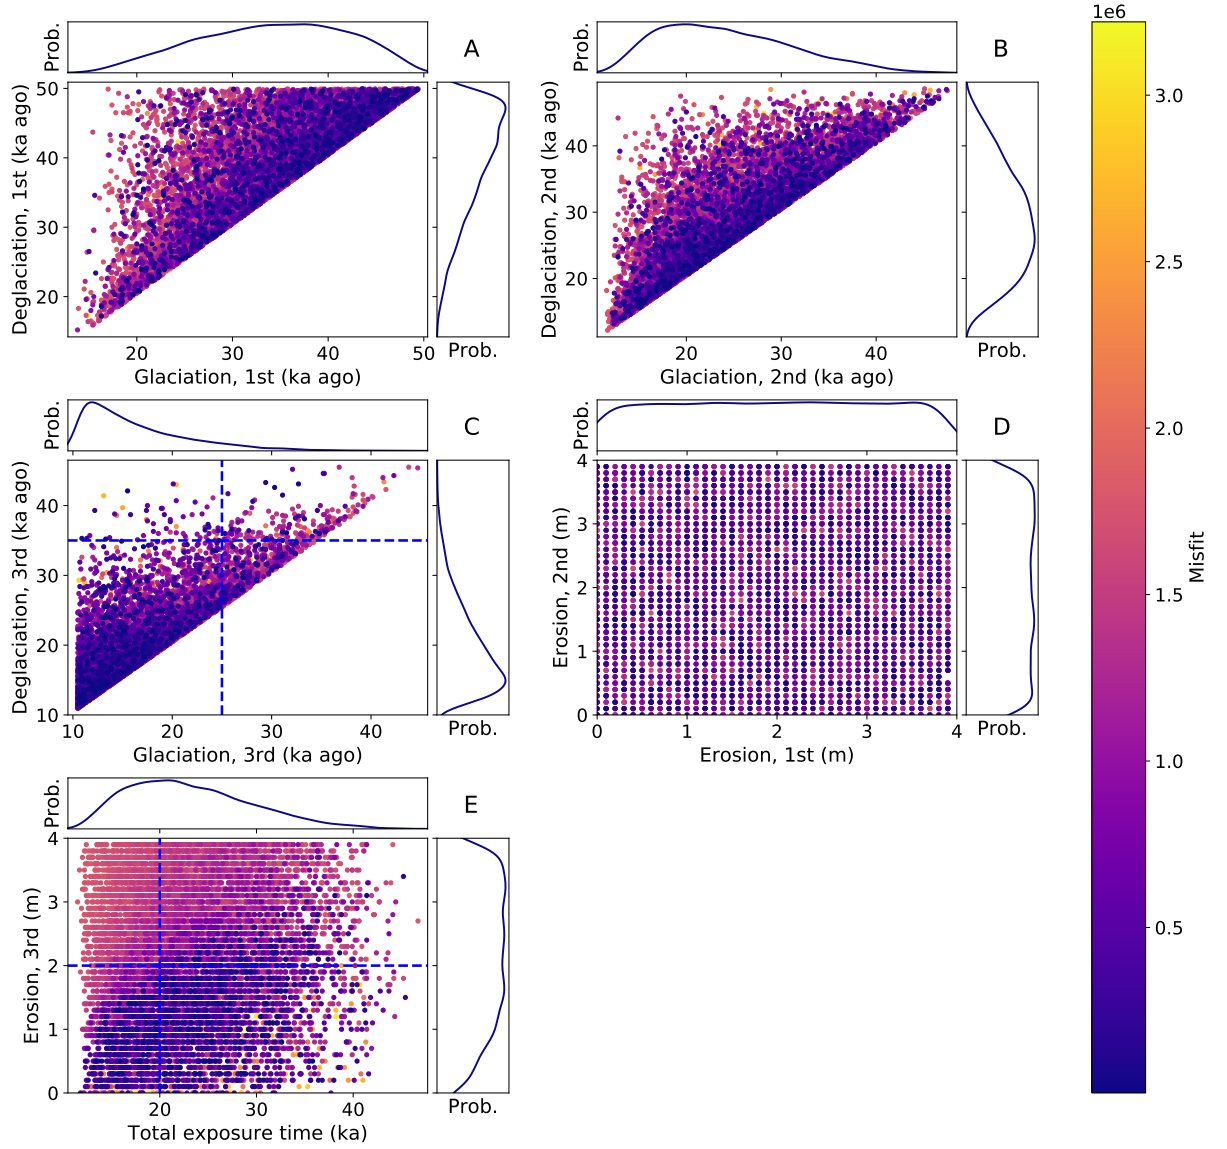 1e6
Prob.
A
Prob.
B
Deglaciation, 1st (ka ago)
50
40
30
20
20
30
40
50
Glaciation, 1st (ka ago)
Prob.
Deglaciation, 2nd (ka ago)
40
30
20
20
30
40
Glaciation, 2nd (ka ago)
Prob.
Prob.
C
Prob.
D
Deglaciation, 3rd (ka ago)
40
30
20
10
10
20
30
40
Glaciation, 3rd (ka ago)
Prob.
Erosion, 2nd (m)
4
3
2
1
0
0
1
2
3
4
Erosion, 1st (m)
Prob.
Prob.
E
Erosion, 3rd (m)
4
3
2
1
0
20
30
40
Total exposure time (ka)
Prob.
3.0
2.5
2.0
1.5
1.0
0.5
Misfit